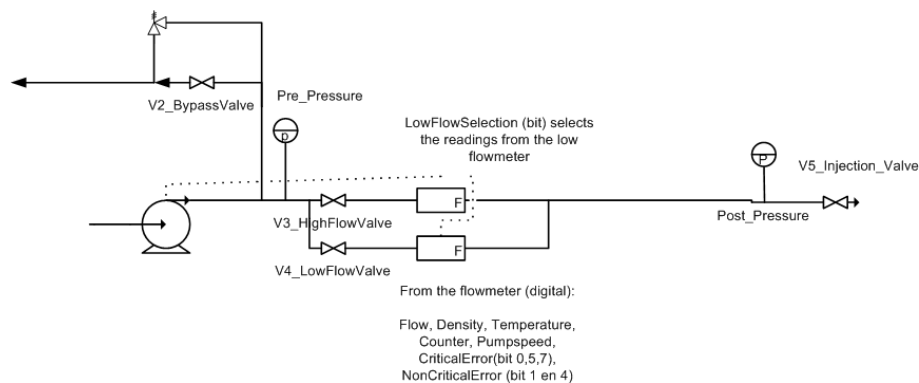 V2_BypassValve
Pre_Pressure
LowFlowSelection (bit) selects
the readings from the low
flowmeter
p
P
V5_Injection_Valve
F
Post_Pressure
V3_HighFlowValve
F
V4_LowFlowValve
From the flowmeter (digital):
Flow, Density, Temperature,
Counter, Pumpspeed,
CriticalError(bit 0,5,7),
NonCriticalError (bit 1 en 4)